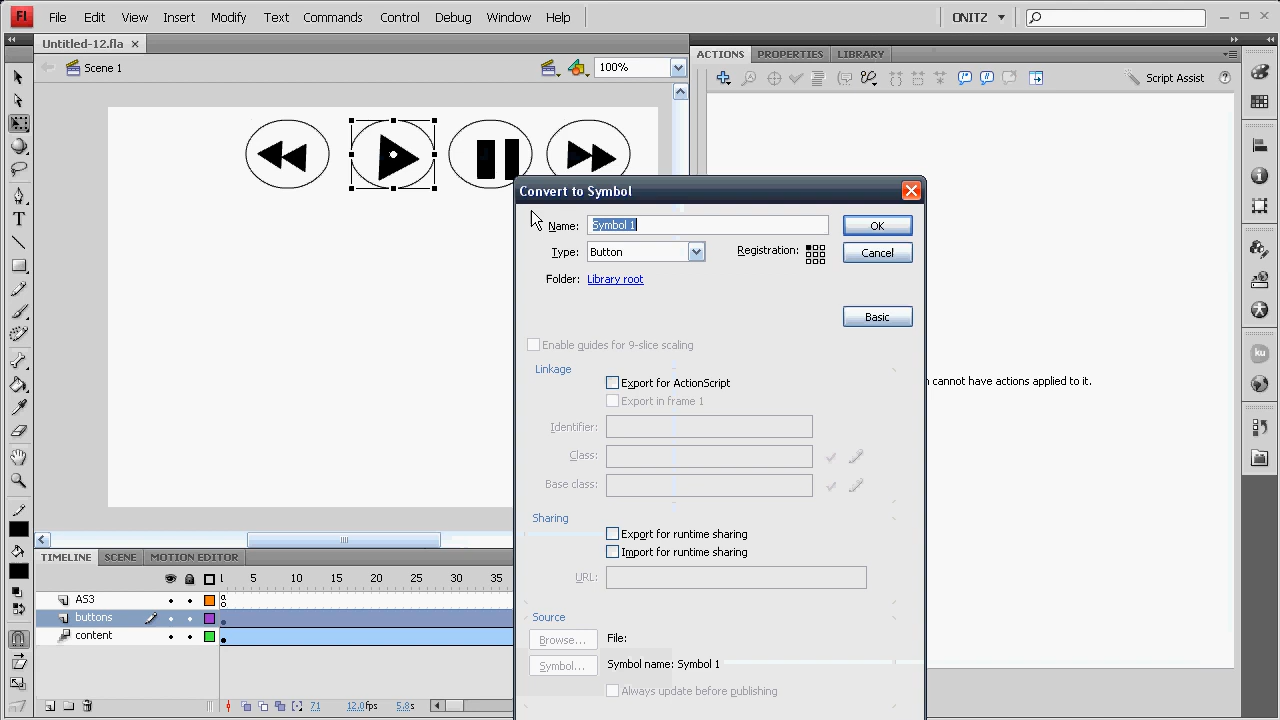 Fl File Edit View Insert Modify Text Commands Control Debug Window Help ONITZ
Untitled-12.fla
Scene 1 100%
ACTIONS PROPERTIES LIBRARY
Script Assist
Convert to Symbol
Name: Symbol 1 OK
Type: Button Registration: Cancel
Folder: Library root
Basic
Enable guides for 9-slice scaling
Linkage
Export for ActionScript
Export in frame 1
Identifier:
Class:
Base class:
cannot have actions applied to it.
Sharing
Export for runtime sharing
Import for runtime sharing
URL:
Source
Browse... File:
Symbol... Symbol name: Symbol 1
Always update before publishing
TIMELINE SCENE MOTION EDITOR
1 5 10 15 20 25 30 35
AS3
buttons
content
71 12.0fps 5.8s
T
ku